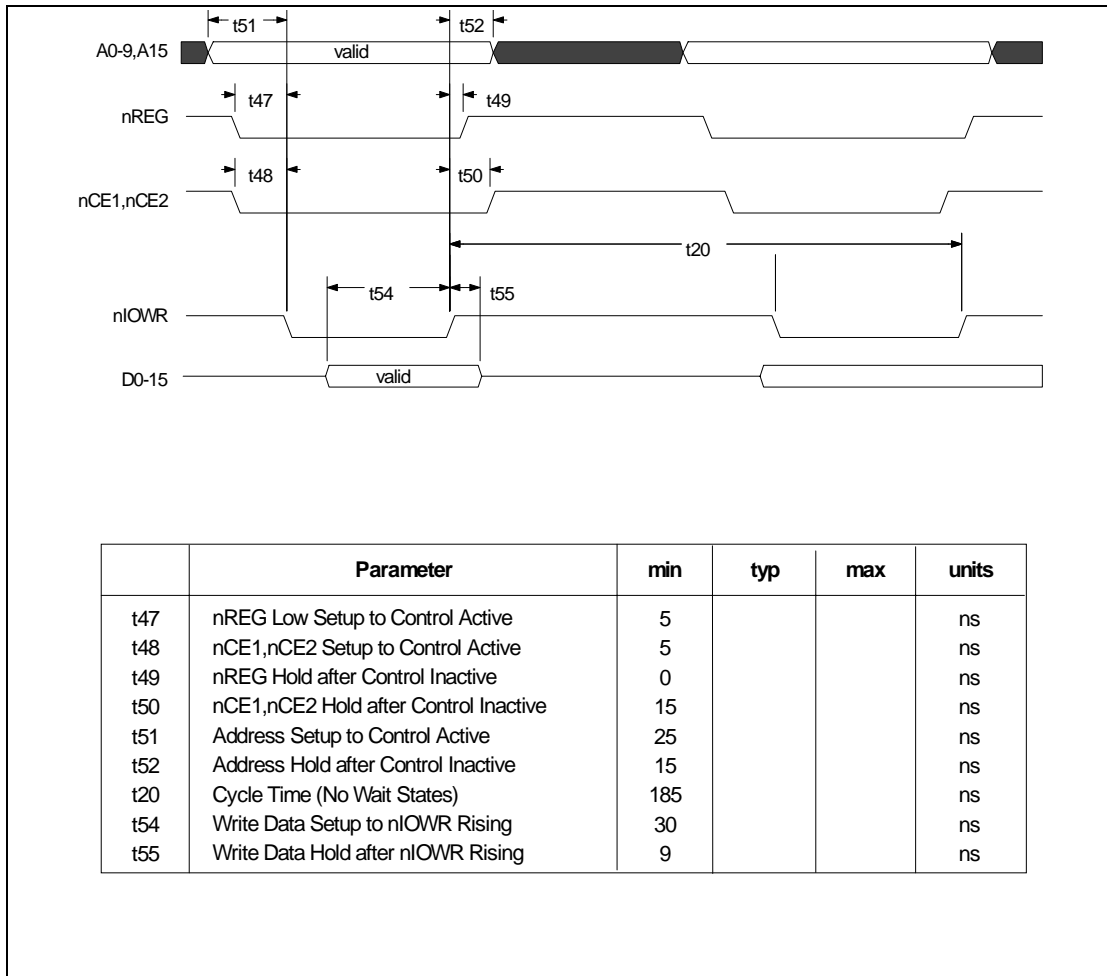 t51
t52
A0-9,A15
valid
t47
t49
nREG
t48
t50
nCE1,nCE2
t20
t54
t55
nIOWR
D0-15
valid
Parameter min typ max units
t47 nREG Low Setup to Control Active 5 ns
t48 nCE1,nCE2 Setup to Control Active 5 ns
t49 nREG Hold after Control Inactive 0 ns
t50 nCE1,nCE2 Hold after Control Inactive 15 ns
t51 Address Setup to Control Active 25 ns
t52 Address Hold after Control Inactive 15 ns
t20 Cycle Time (No Wait States) 185 ns
t54 Write Data Setup to nIOWR Rising 30 ns
t55 Write Data Hold after nIOWR Rising 9 ns